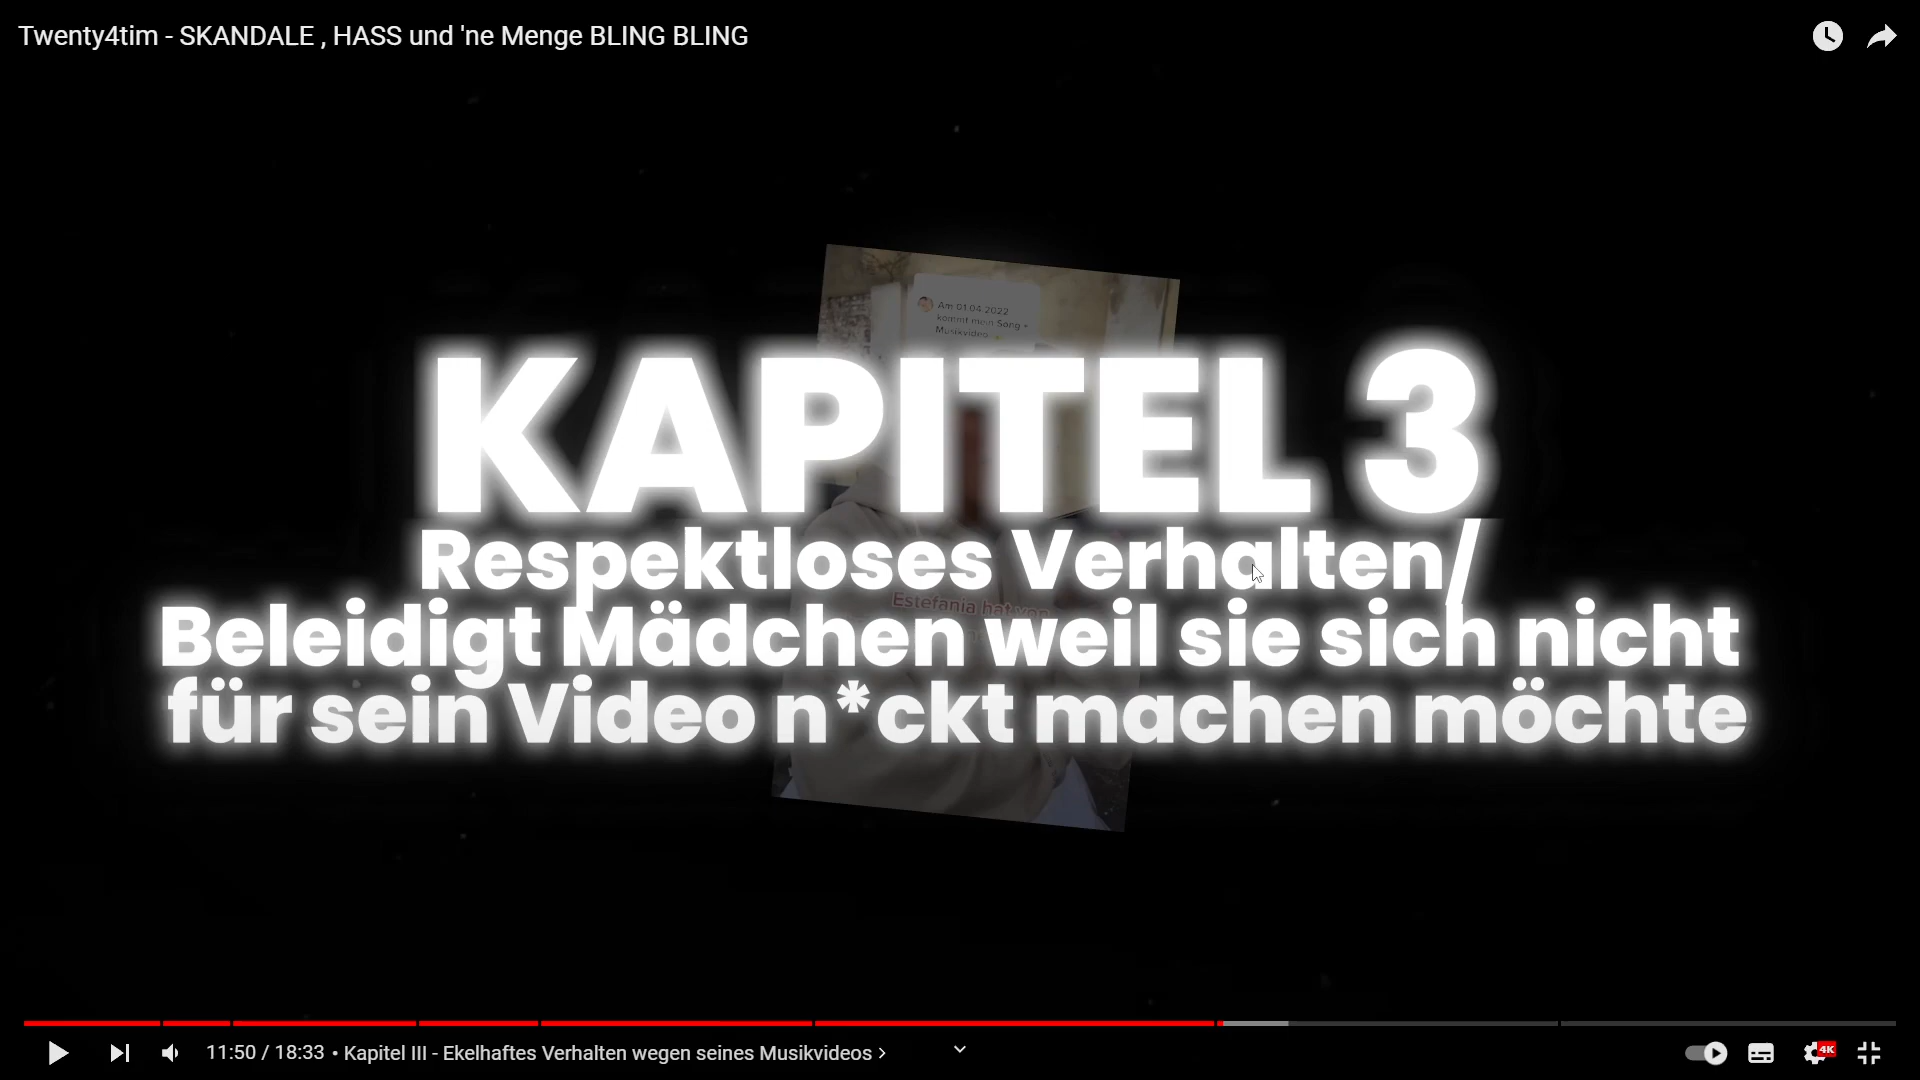 Twenty4tim - SKANDALE , HASS und 'ne Menge BLING BLING
Am 01.04.2022
kommt mein Song +
Musikvideo
KAPITEL 3
Respektloses Verhalten/
Estefania hat von
Beleidigt Mädchen weil sie sich nicht
für sein Video n*ckt machen möchte
11:50 / 18:33 • Kapitel III - Ekelhaftes Verhalten wegen seines Musikvideos
4K